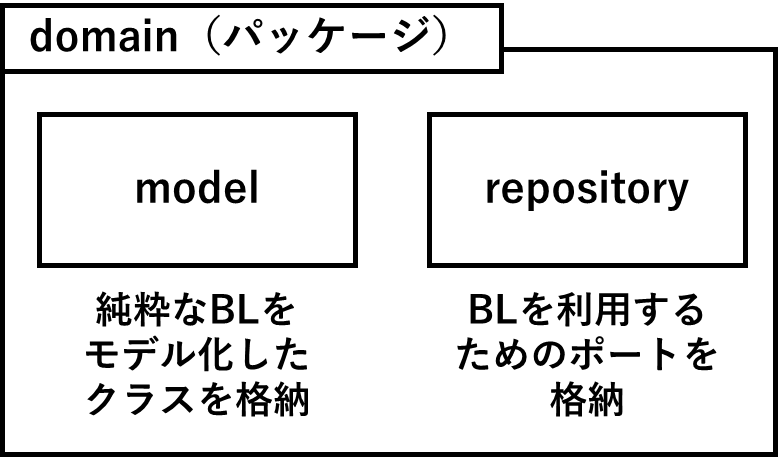 domain（パッケージ）
model
repository
純粋なBLを
モデル化した
クラスを格納
BLを利用する
ためのポートを
格納